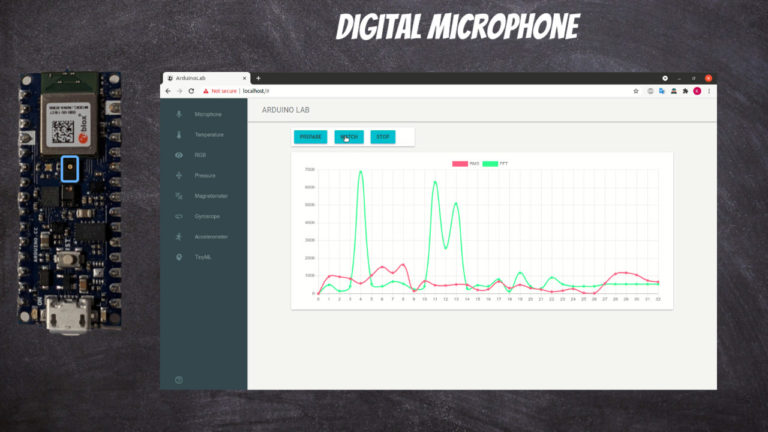 DIGITAL MICROPHONE
ArduinoLab
Not secure | localhost/#
ARDUINO LAB
Microphone
Temperature
RGB
Pressure
Magnetometer
Gyroscope
Accelerometer
TinyML
PREPARE
STOP
FFT
7000
6000
5000
4000
3000
2000
1000
0
0 1 2 3 4 5 6 7 8 9 10 11 12 13 14 15 16 17 18 19 20 21 22 23 24 25 26 27 28 29 30 31 32
ARDUINO.CC